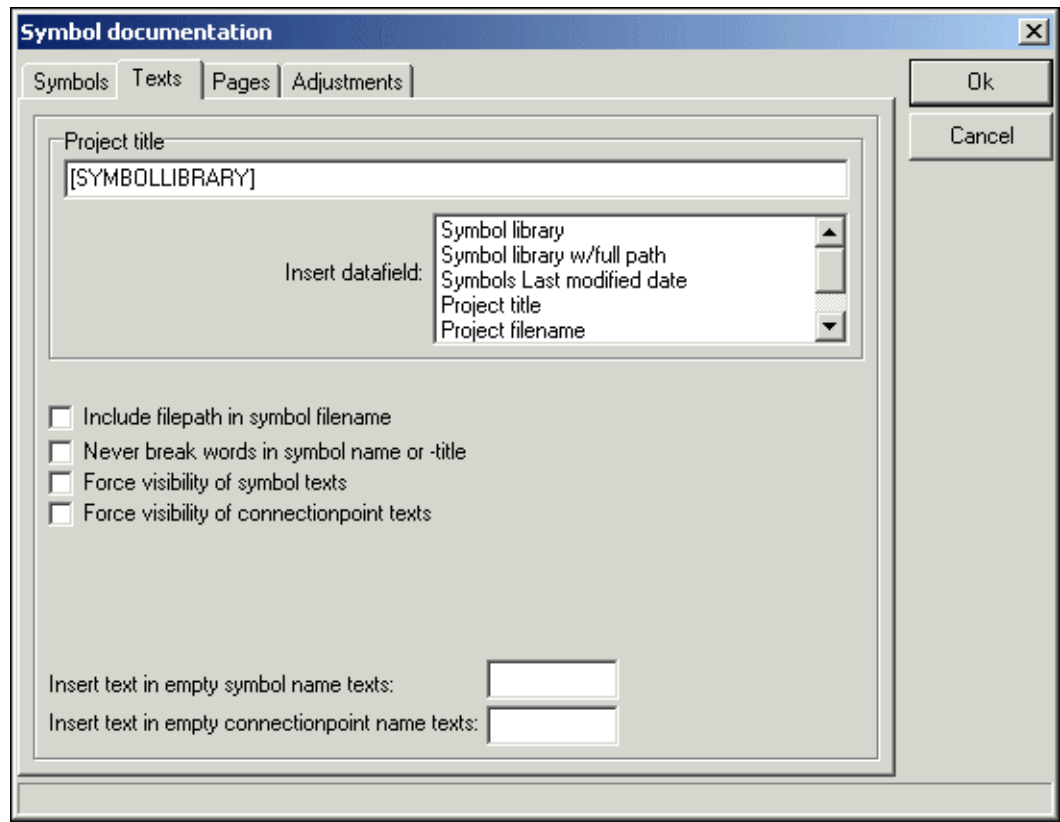 Symbol documentation
Symbols Texts Pages Adjustments
Ok
Cancel
Project title
[SYMBOLLIBRARY]
Insert datafield:
Symbol library
Symbol library w/full path
Symbols Last modified date
Project title
Project filename
Include filepath in symbol filename
Never break words in symbol name or -title
Force visibility of symbol texts
Force visibility of connectionpoint texts
Insert text in empty symbol name texts:
Insert text in empty connectionpoint name texts: